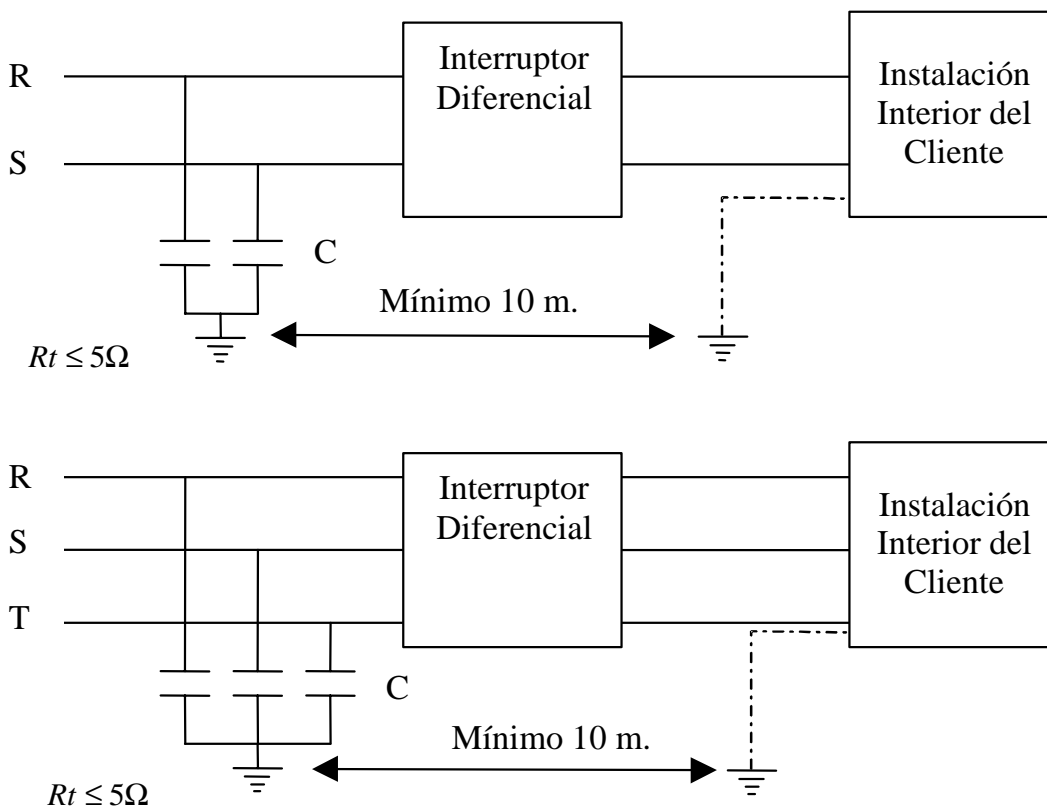 R
S
Interruptor
Diferencial
Instalación
Interior del
Cliente
C
Mínimo 10 m.
Rt ≤ 5Ω
R
S
T
Interruptor
Diferencial
Instalación
Interior del
Cliente
C
Mínimo 10 m.
Rt ≤ 5Ω